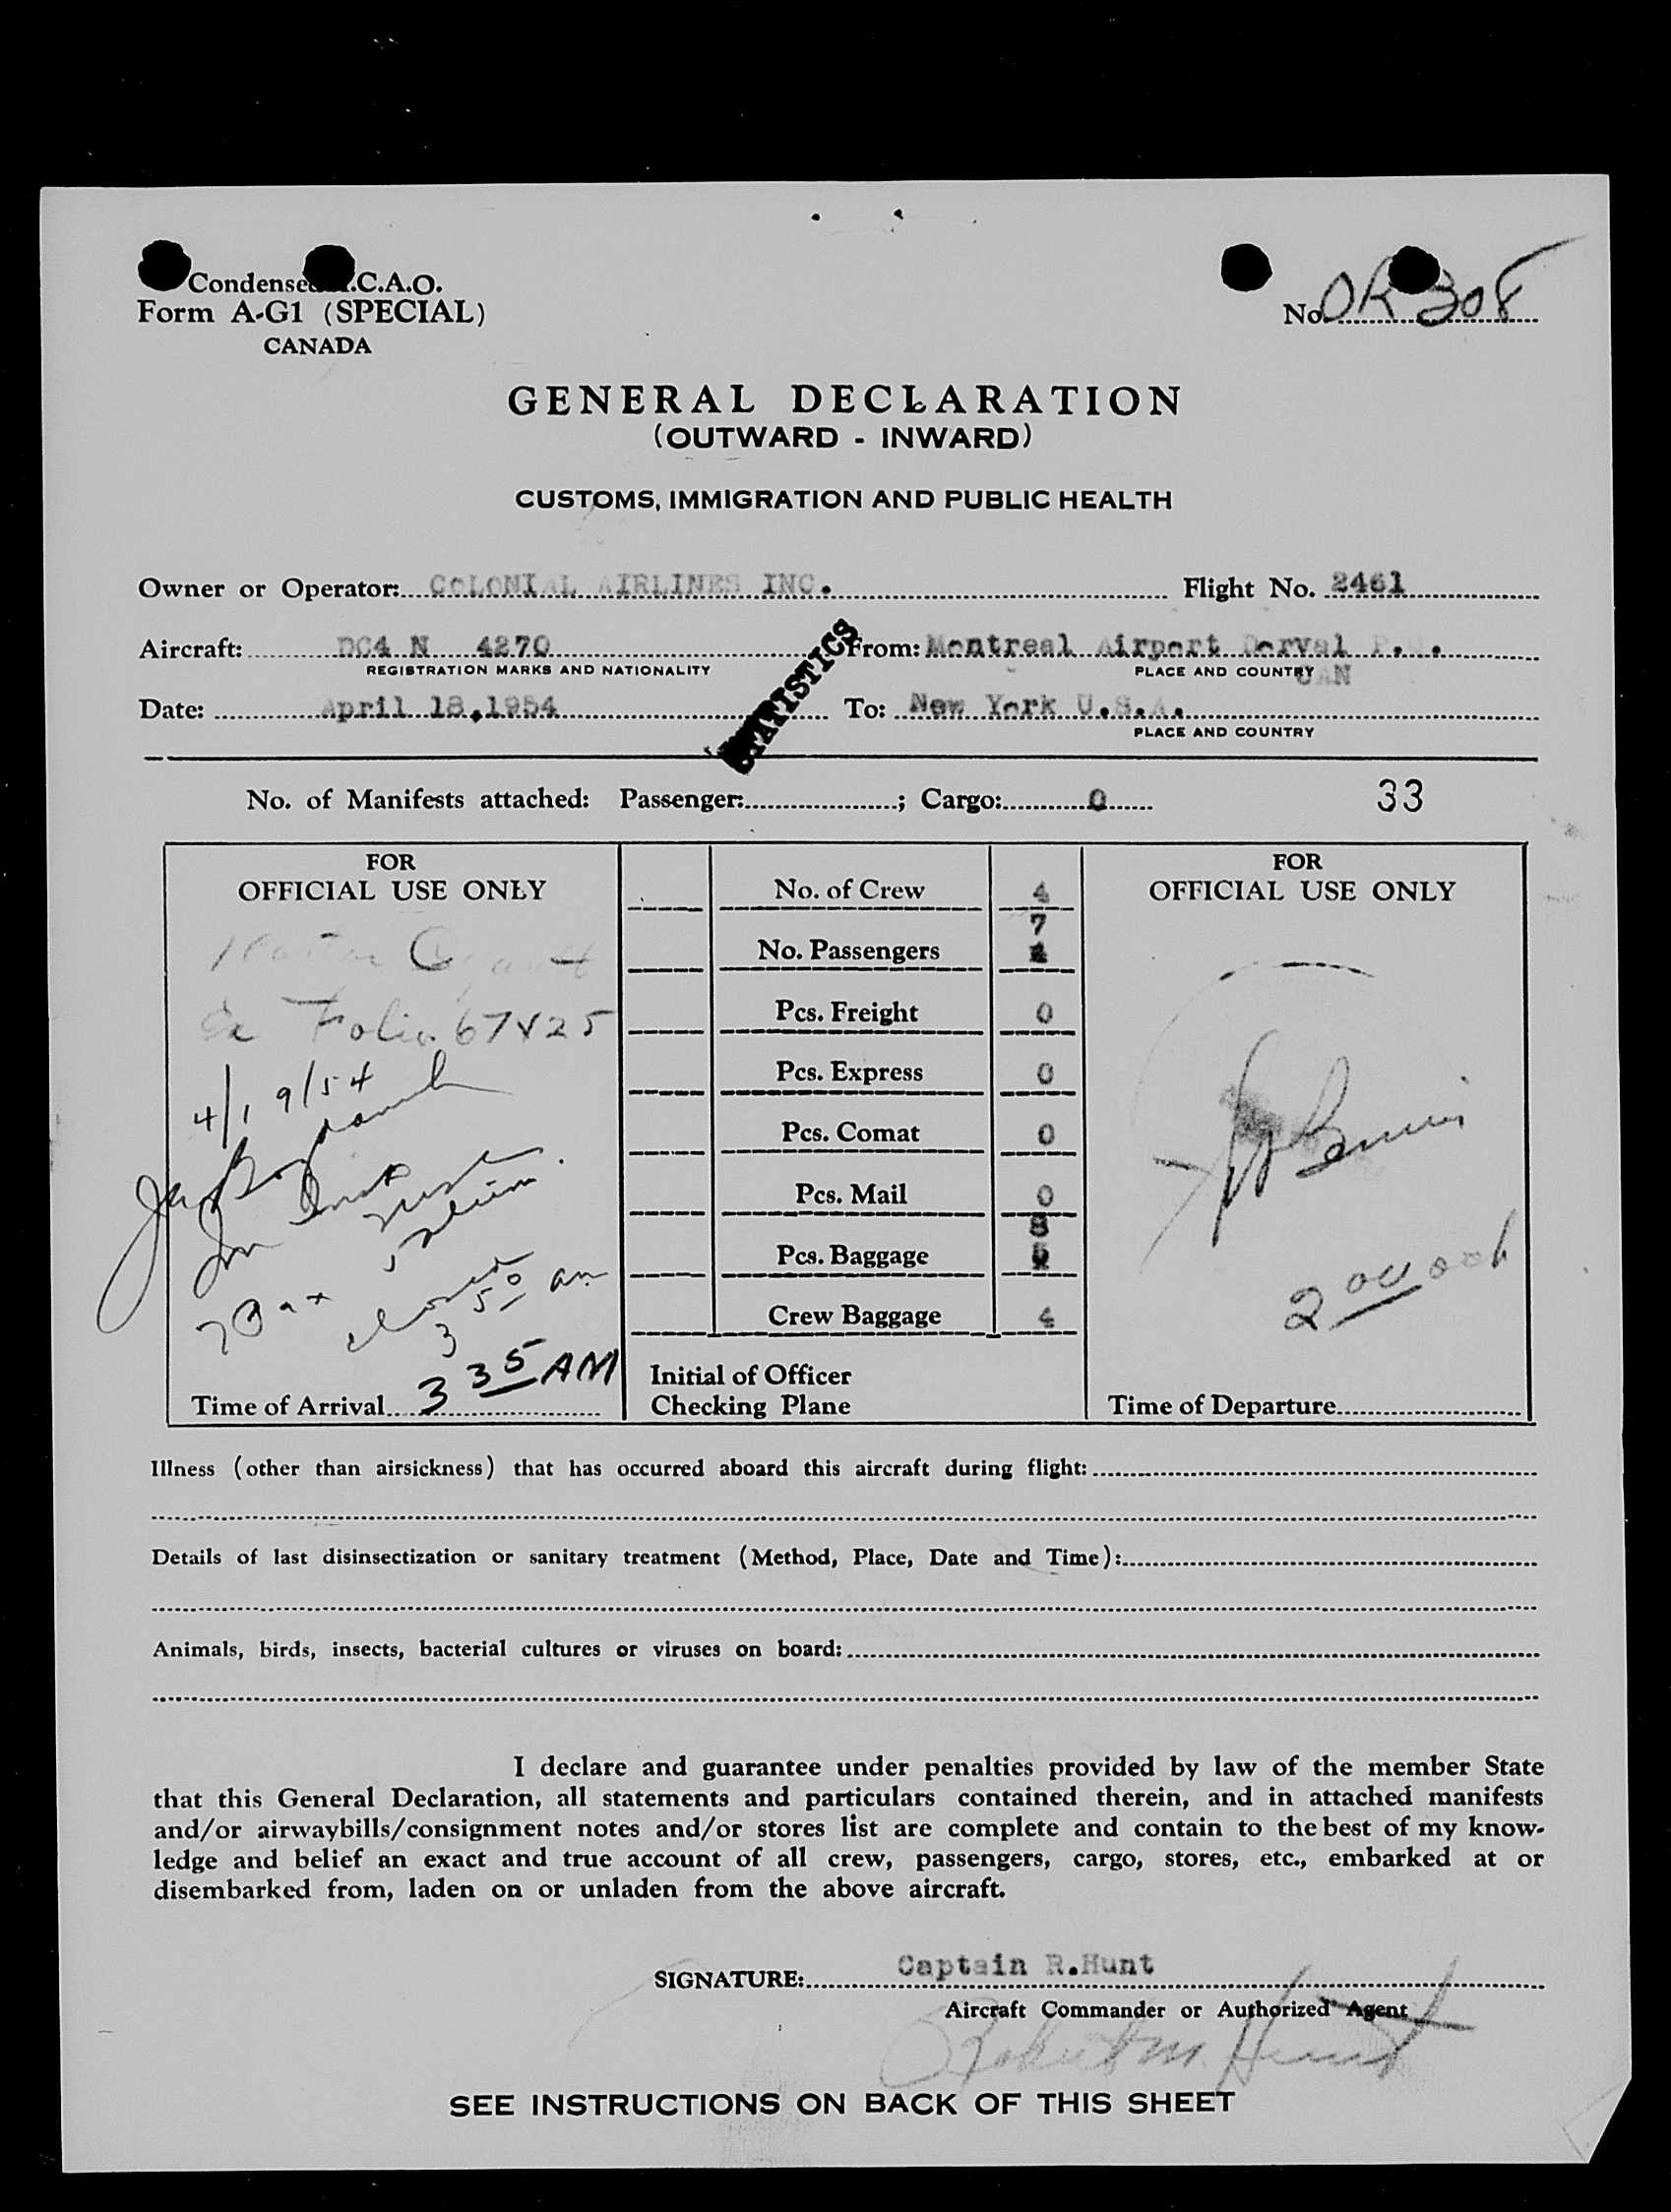 Condensed I.C.A.O.
Form A-G1 (SPECIAL)
CANADA
No. OR 308
GENERAL DECLARATION
(OUTWARD - INWARD)
CUSTOMS, IMMIGRATION AND PUBLIC HEALTH
Owner or Operator: COLONIAL AIRLINES INC. Flight No. 2461
Aircraft: DC4 N 4270 From: Montreal Airport Dorval P.Q.
REGISTRATION MARKS AND NATIONALITY PLACE AND COUNTRY CAN
STATISTICS
Date: April 18,1954 To: New York U.S.A.
PLACE AND COUNTRY
No. of Manifests attached: Passenger: ; Cargo: 0 33
FOR
OFFICIAL USE ONLY
Folio 67425
4/19/54
closed
3 50 am
Time of Arrival 3 35 AM
No. of Crew 4
7
No. Passengers
Pcs. Freight 0
Pcs. Express 0
Pcs. Comat 0
Pcs. Mail 0
8
Pcs. Baggage
Crew Baggage 4
Initial of Officer
Checking Plane
FOR
OFFICIAL USE ONLY
2
Time of Departure
Illness (other than airsickness) that has occurred aboard this aircraft during flight:
Details of last disinsectization or sanitary treatment (Method, Place, Date and Time):
Animals, birds, insects, bacterial cultures or viruses on board:
I declare and guarantee under penalties provided by law of the member State
that this General Declaration, all statements and particulars contained therein, and in attached manifests
and/or airwaybills/consignment notes and/or stores list are complete and contain to the best of my know-
ledge and belief an exact and true account of all crew, passengers, cargo, stores, etc., embarked at or
disembarked from, laden on or unladen from the above aircraft.
SIGNATURE: Captain R.Hunt
Aircraft Commander or Authorized Agent
Robert M. Hunt
SEE INSTRUCTIONS ON BACK OF THIS SHEET